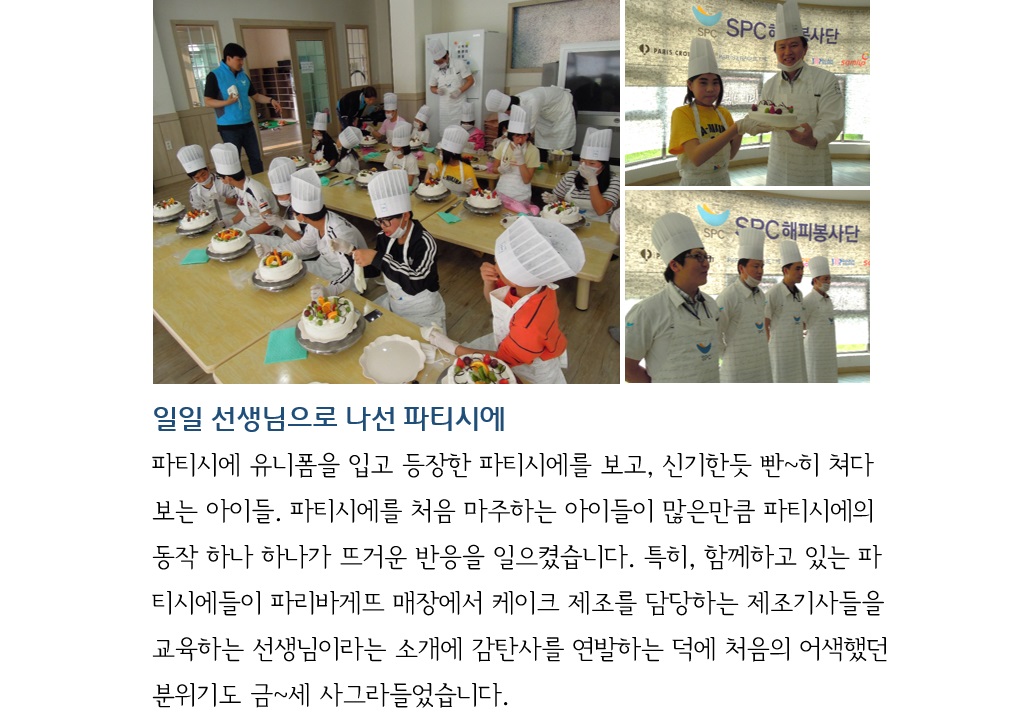 SPC 해피봉사단
SPC
PARIS CROI
SPC 해피봉사단
SPC
SPC
일일 선생님으로 나선 파티시에
파티시에 유니폼을 입고 등장한 파티시에를 보고, 신기한듯 빤~히 쳐다
보는 아이들. 파티시에를 처음 마주하는 아이들이 많은만큼 파티시에의
동작 하나 하나가 뜨거운 반응을 일으켰습니다. 특히, 함께하고 있는 파
티시에들이 파리바게뜨 매장에서 케이크 제조를 담당하는 제조기사들을
교육하는 선생님이라는 소개에 감탄사를 연발하는 덕에 처음의 어색했던
분위기도 금~세 사그라들었습니다.